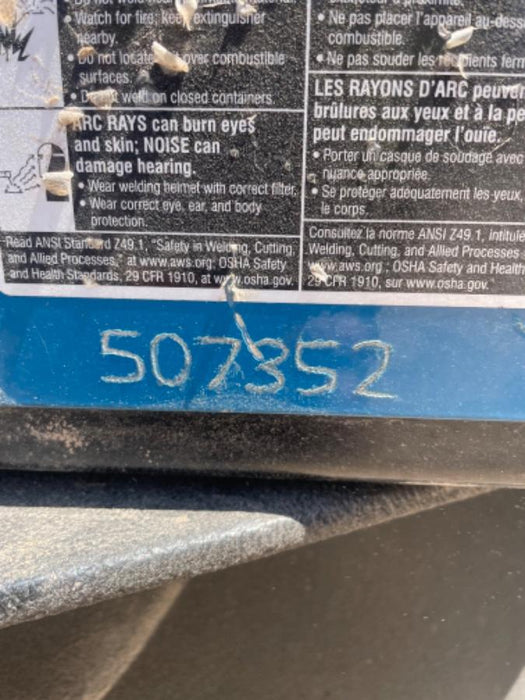 • Watch for fire; keep extinguisher
nearby.
• Do not locate over combustible
surfaces.
• Do not weld on closed containers.
ARC RAYS can burn eyes
and skin; NOISE can
damage hearing.
• Wear welding helmet with correct filter.
• Wear correct eye, ear, and body
protection.
Read ANSI Standard Z49.1, "Safety in Welding, Cutting,
and Allied Processes," at www.aws.org; OSHA Safety
and Health Standards, 29 CFR 1910, at www.osha.gov.
• Ne pas placer l'appareil au-dess
combustible.
• Ne pas souder les récipients ferm
LES RAYONS D'ARC peuven
brûlures aux yeux et à la pe
peut endommager l'ouïe.
• Porter un casque de soudage avec
nuance appropriée.
• Se protéger adéquatement les yeux,
le corps.
Consultez la norme ANSI Z49.1, intitulé
Welding, Cutting, and Allied Processes
www.aws.org ; OSHA Safety and Health
29 CFR 1910, sur www.osha.gov.
507352